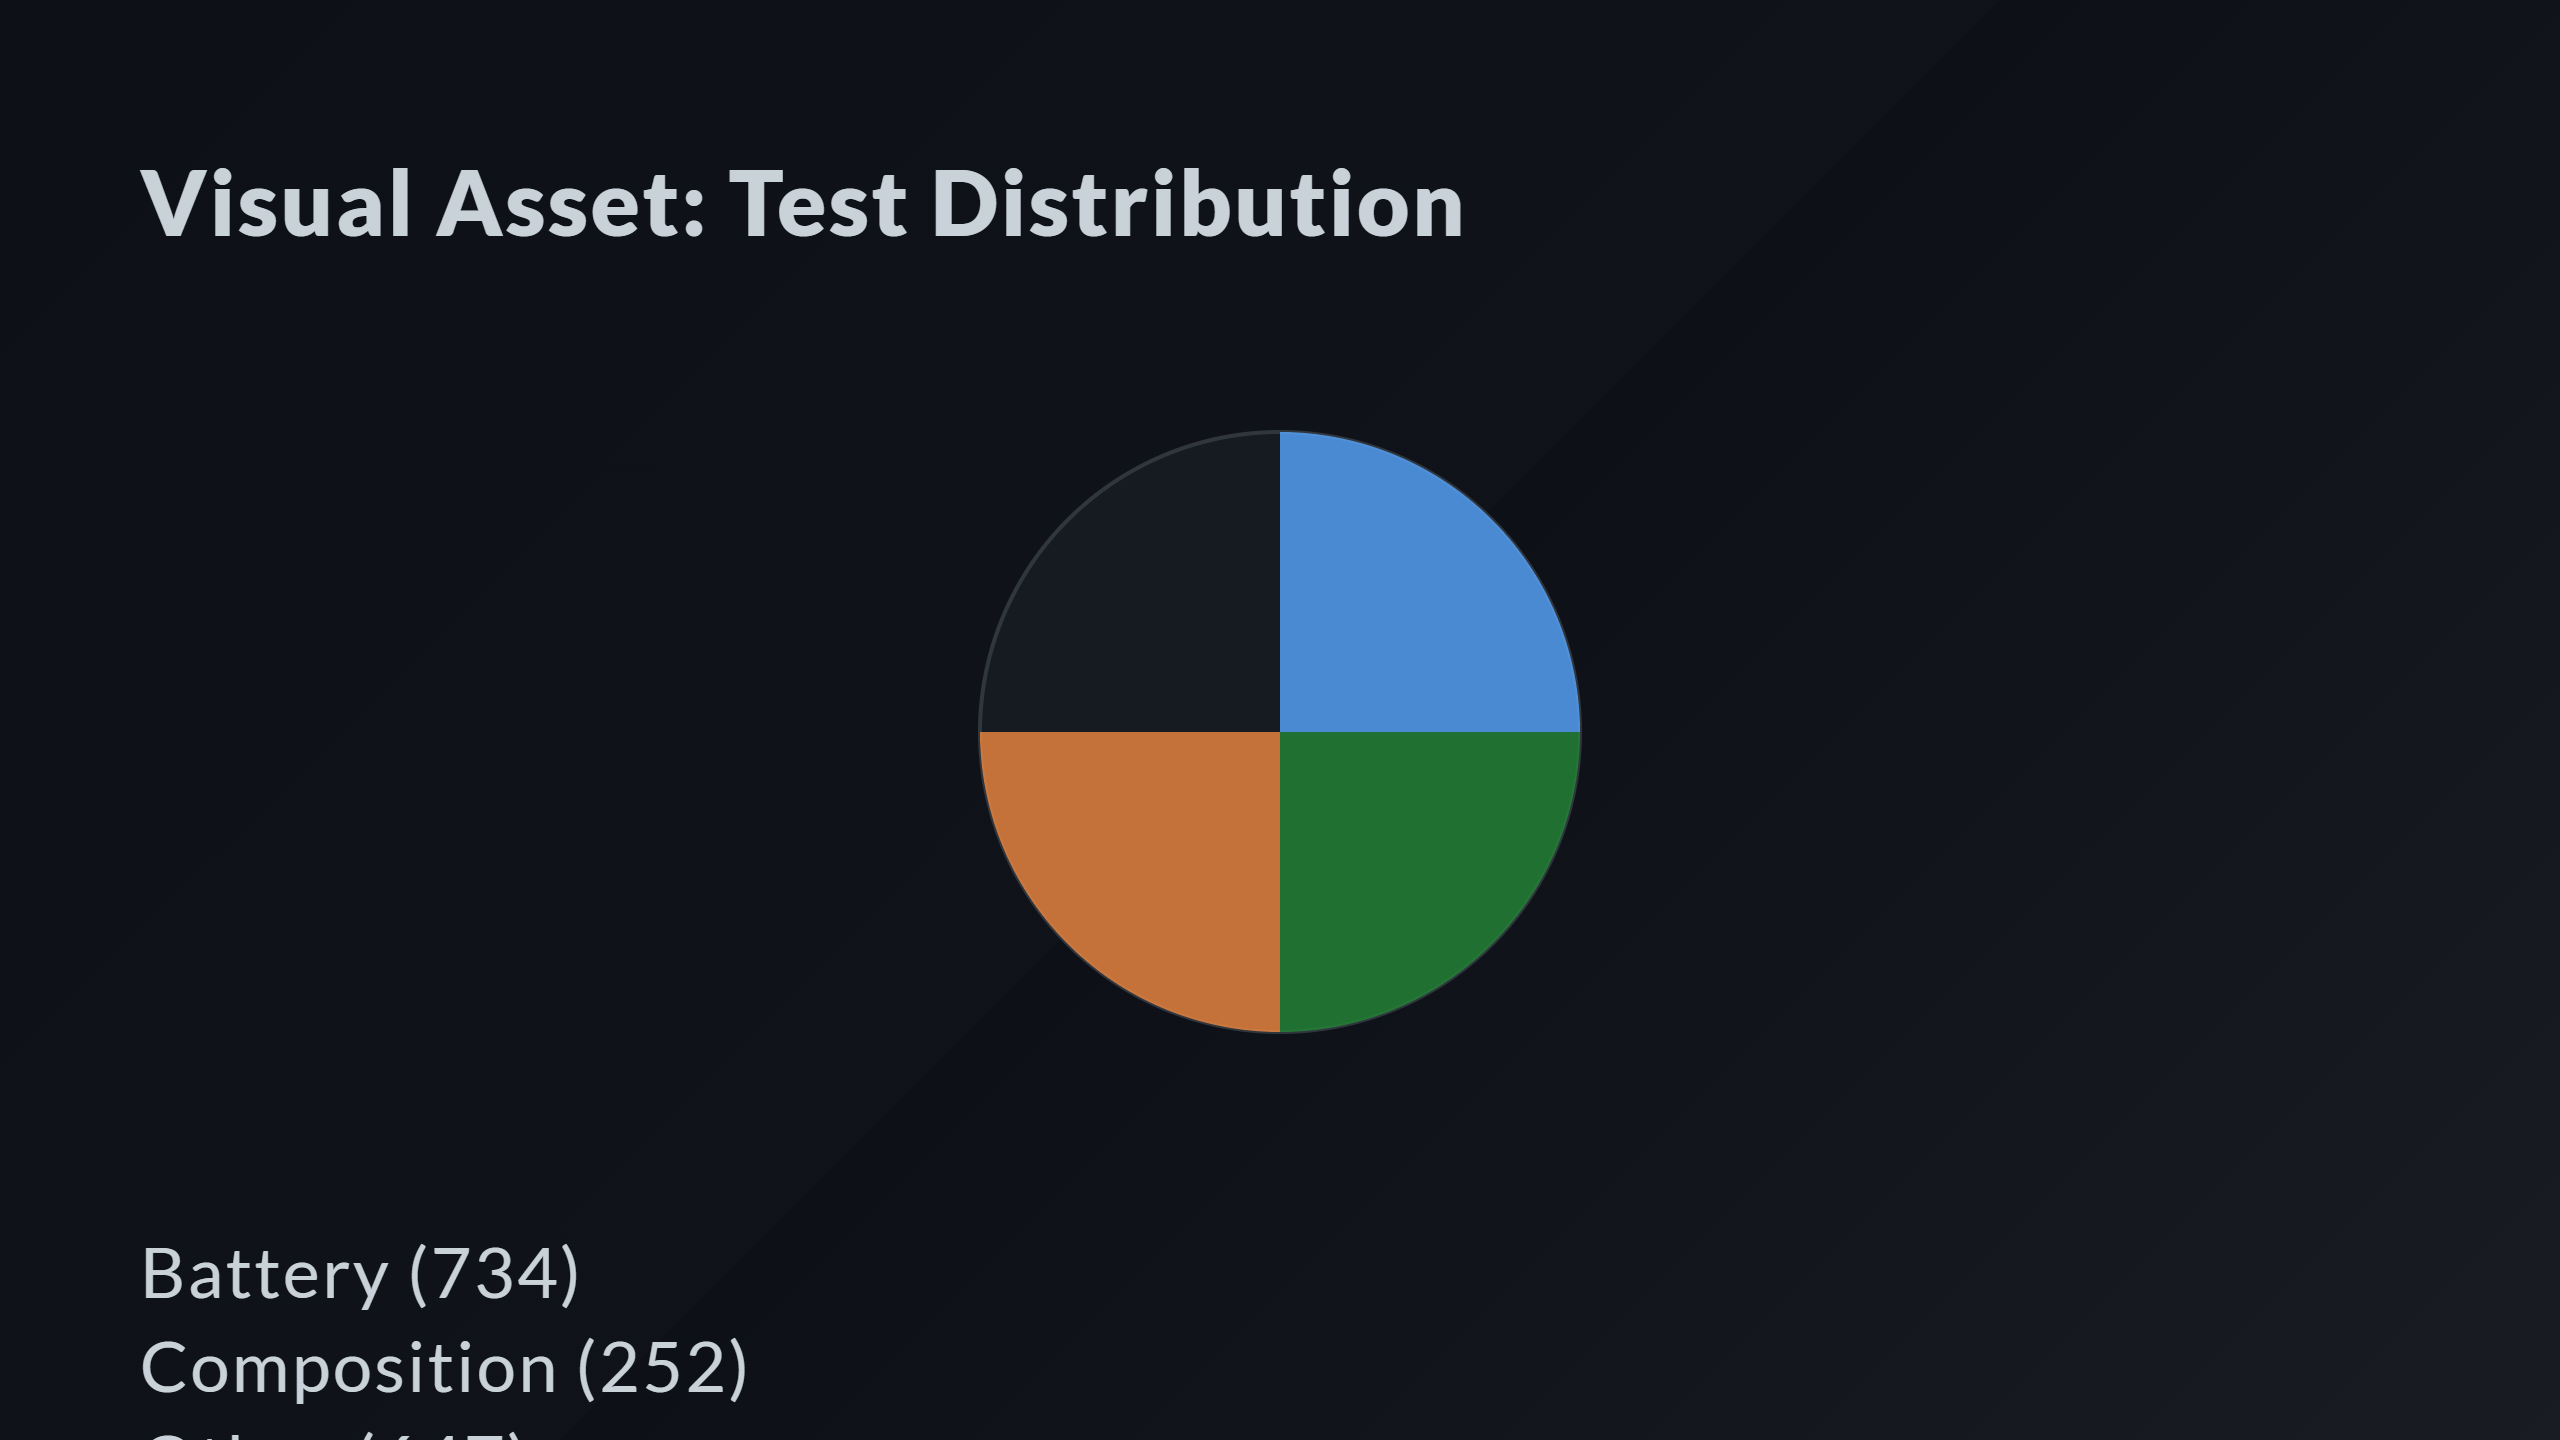 Visual Asset: Test Distribution
Battery (734)
Composition (252)